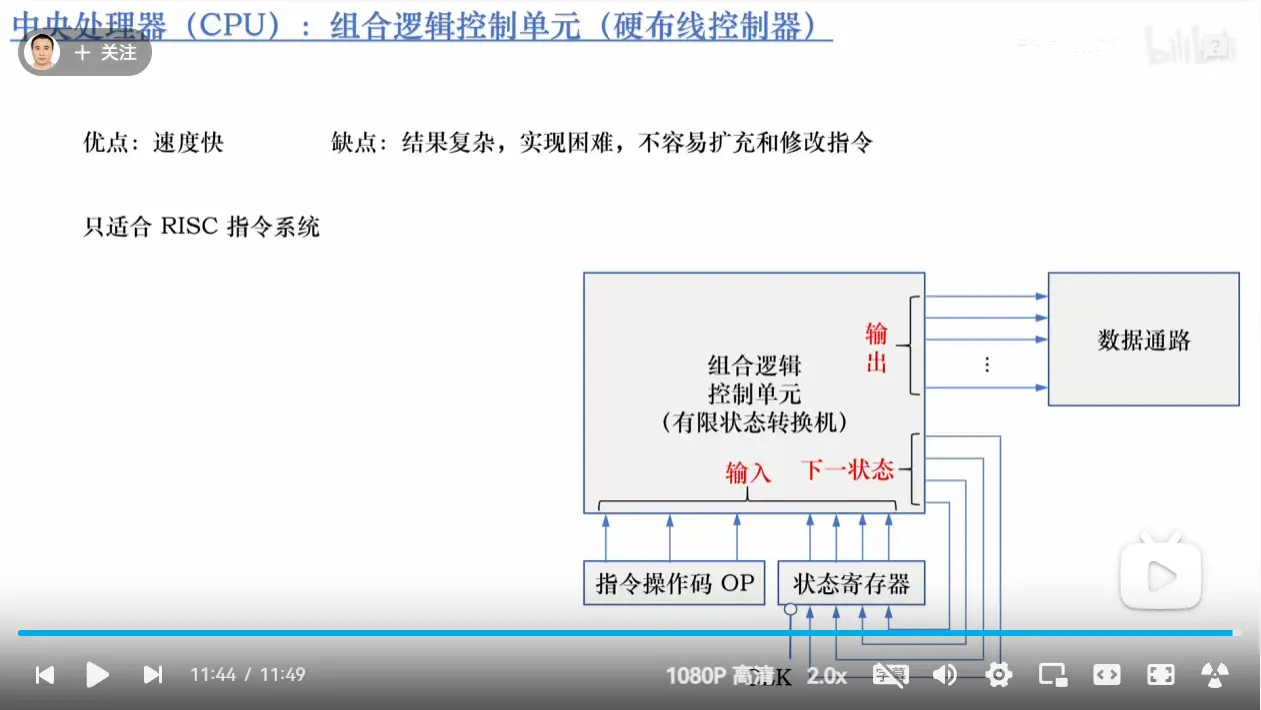 中央处理器（CPU）：组合逻辑控制单元（硬布线控制器）
+ 关注
bilibili
优点：速度快
缺点：结果复杂，实现困难，不容易扩充和修改指令
只适合 RISC 指令系统
输出
数据通路
组合逻辑
控制单元
（有限状态转换机）
输入
下一状态
指令操作码 OP
状态寄存器
11:44 / 11:49
1080P 高清
2.0x
字幕